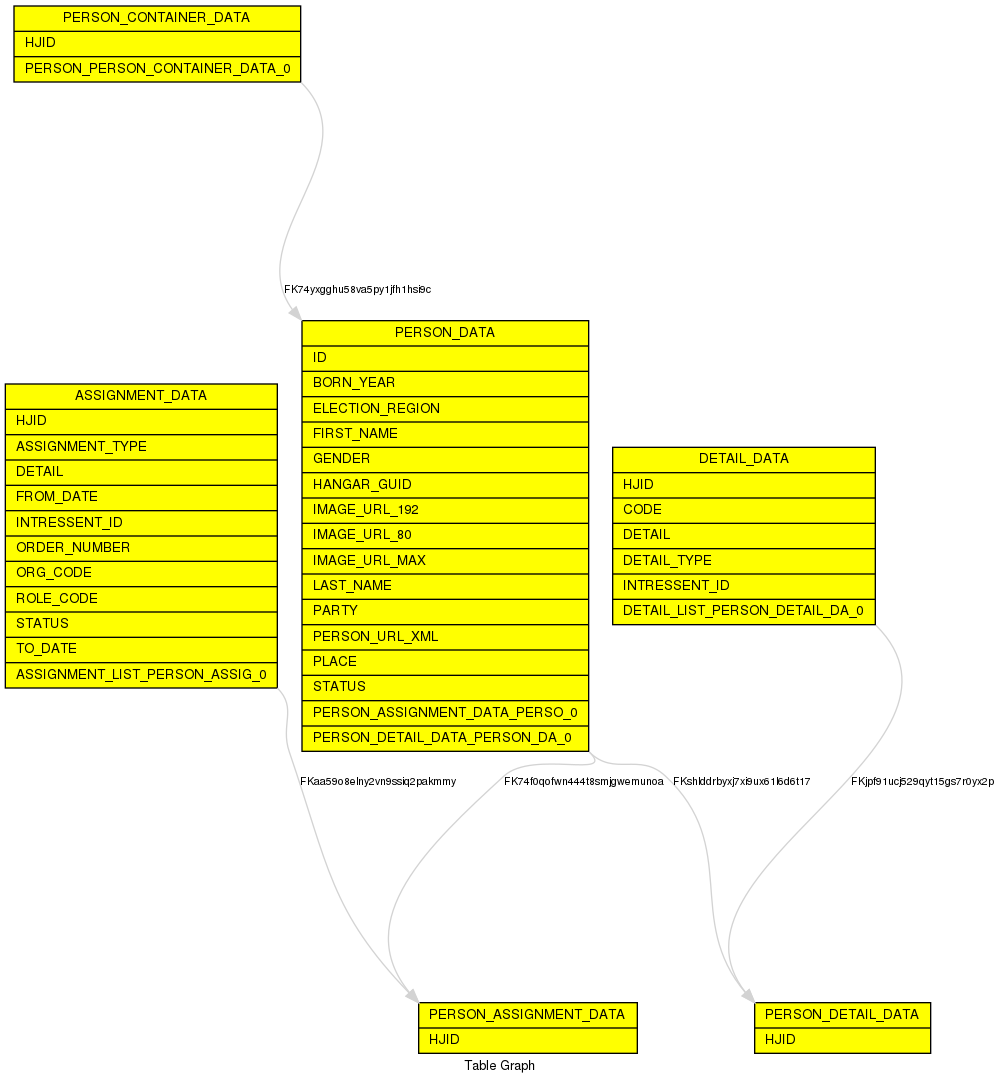 PERSON_CONTAINER_DATA
HJID
PERSON_PERSON_CONTAINER_DATA_0
FK74yxgghu58va5py1jfh1hsi9c
PERSON_DATA
ID
BORN_YEAR
ELECTION_REGION
FIRST_NAME
GENDER
HANGAR_GUID
IMAGE_URL_192
IMAGE_URL_80
IMAGE_URL_MAX
LAST_NAME
PARTY
PERSON_URL_XML
PLACE
STATUS
PERSON_ASSIGNMENT_DATA_PERSO_0
PERSON_DETAIL_DATA_PERSON_DA_0
ASSIGNMENT_DATA
HJID
ASSIGNMENT_TYPE
DETAIL
FROM_DATE
INTRESSENT_ID
ORDER_NUMBER
ORG_CODE
ROLE_CODE
STATUS
TO_DATE
ASSIGNMENT_LIST_PERSON_ASSIG_0
DETAIL_DATA
HJID
CODE
DETAIL
DETAIL_TYPE
INTRESSENT_ID
DETAIL_LIST_PERSON_DETAIL_DA_0
FKaa59o8elny2vn9ssiq2pakmmy
FK74f0qofwn444t8smjgwemunoa
FKshlddrbyxj7xi9ux61l6d6t17
FKjpf91ucj529qyt15gs7r0yx2p
PERSON_ASSIGNMENT_DATA
HJID
PERSON_DETAIL_DATA
HJID
Table Graph